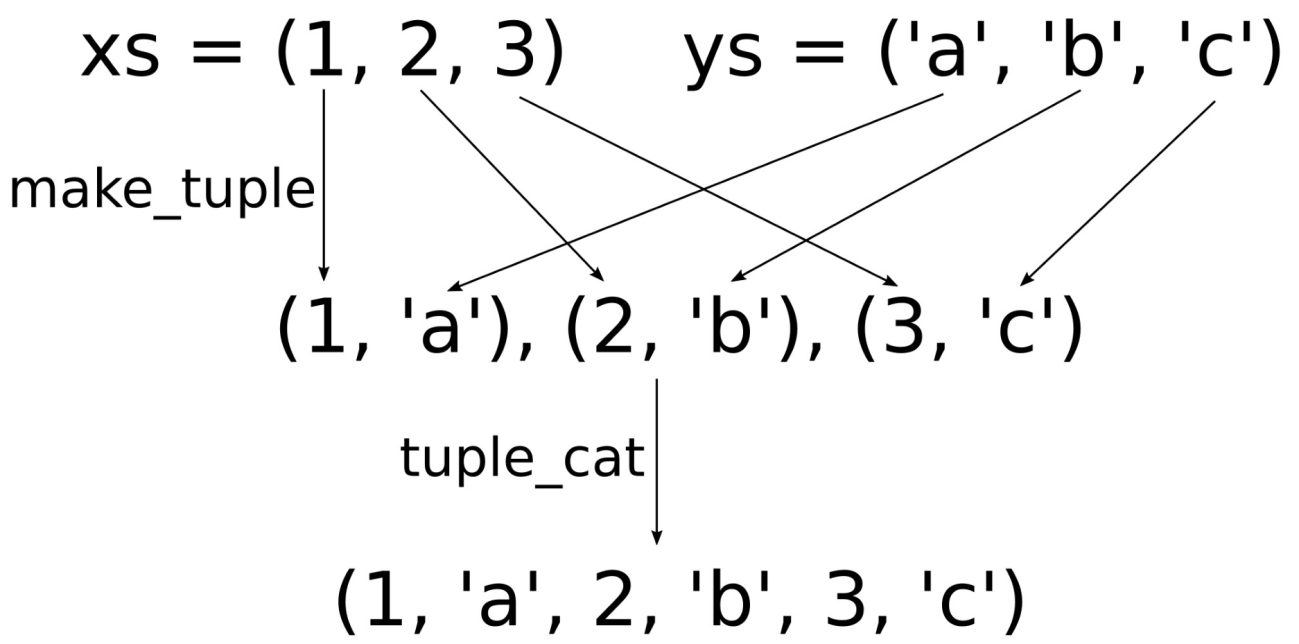 xs = (1, 2, 3) ys = ('a', 'b', 'c')
make_tuple
(1, 'a'), (2, 'b'), (3, 'c')
tuple_cat
(1, 'a', 2, 'b', 3, 'c')